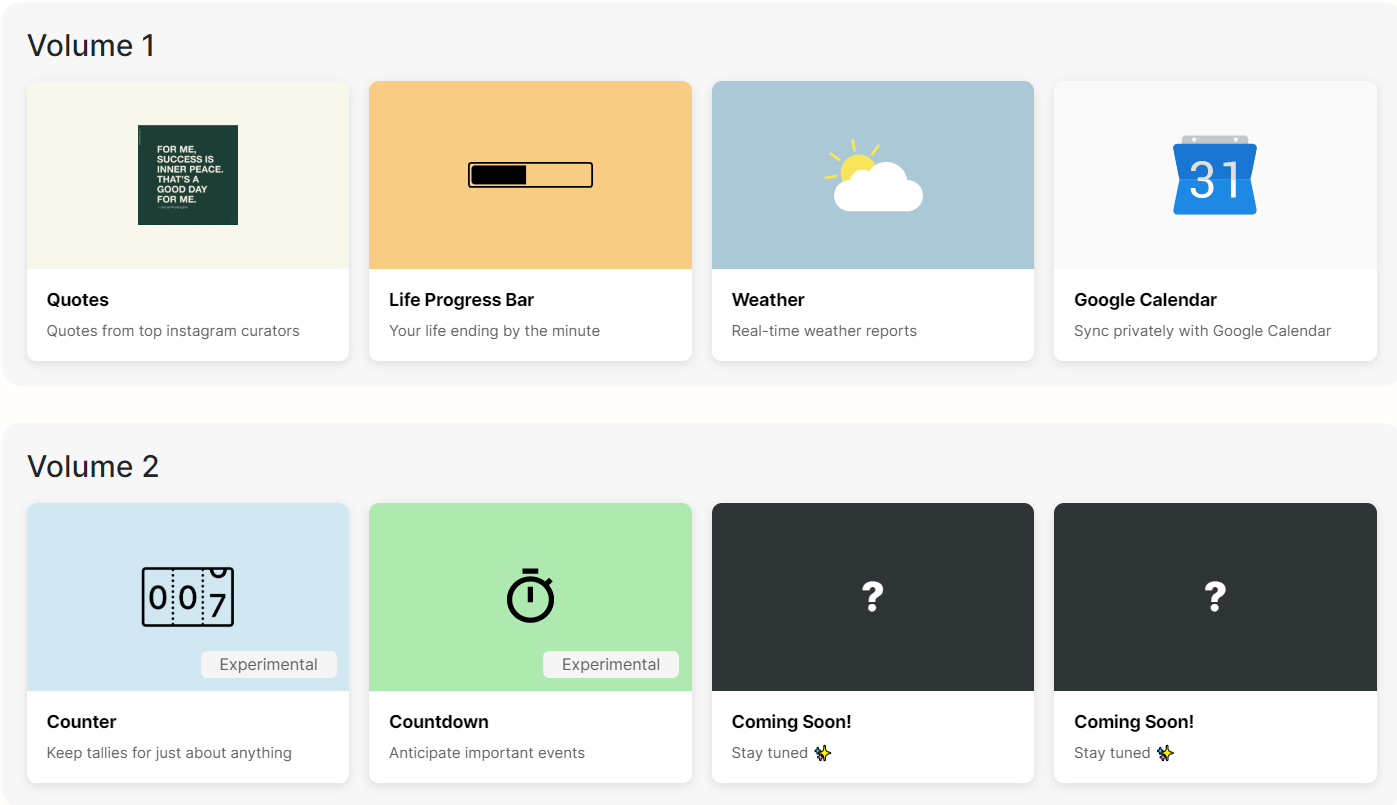 Volume 1
FOR ME,
SUCCESS IS
INNER PEACE.
THAT'S A
GOOD DAY
FOR ME.
31
Quotes
Quotes from top instagram curators
Life Progress Bar
Your life ending by the minute
Weather
Real-time weather reports
Google Calendar
Sync privately with Google Calendar
Volume 2
007
Experimental
Experimental
?
?
Counter
Keep tallies for just about anything
Countdown
Anticipate important events
Coming Soon!
Stay tuned ✨
Coming Soon!
Stay tuned ✨